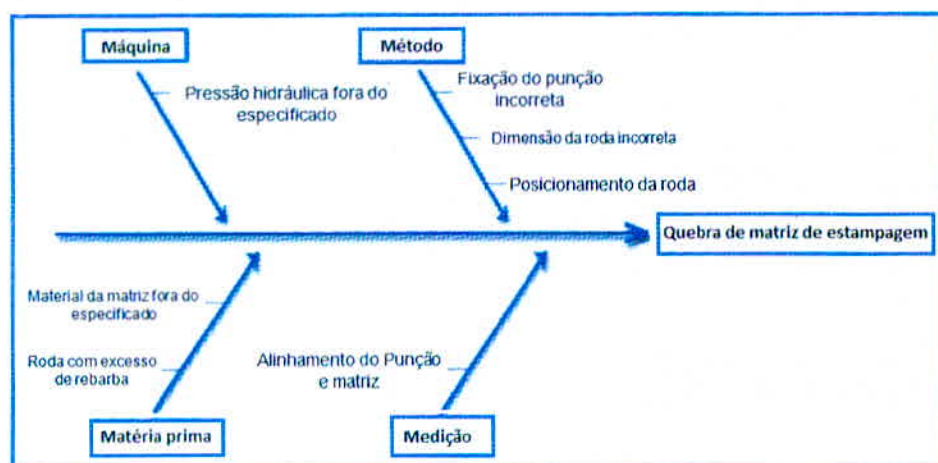 Máquina
Método
Pressão hidráulica fora do
especificado
Fixação do punção
incorreta
Dimensão da roda incorreta
Posicionamento da roda
Quebra de matriz de estampagem
Material da matriz fora do
especificado
Roda com excesso
de rebarba
Alinhamento do Punção
e matriz
Matéria prima
Medição